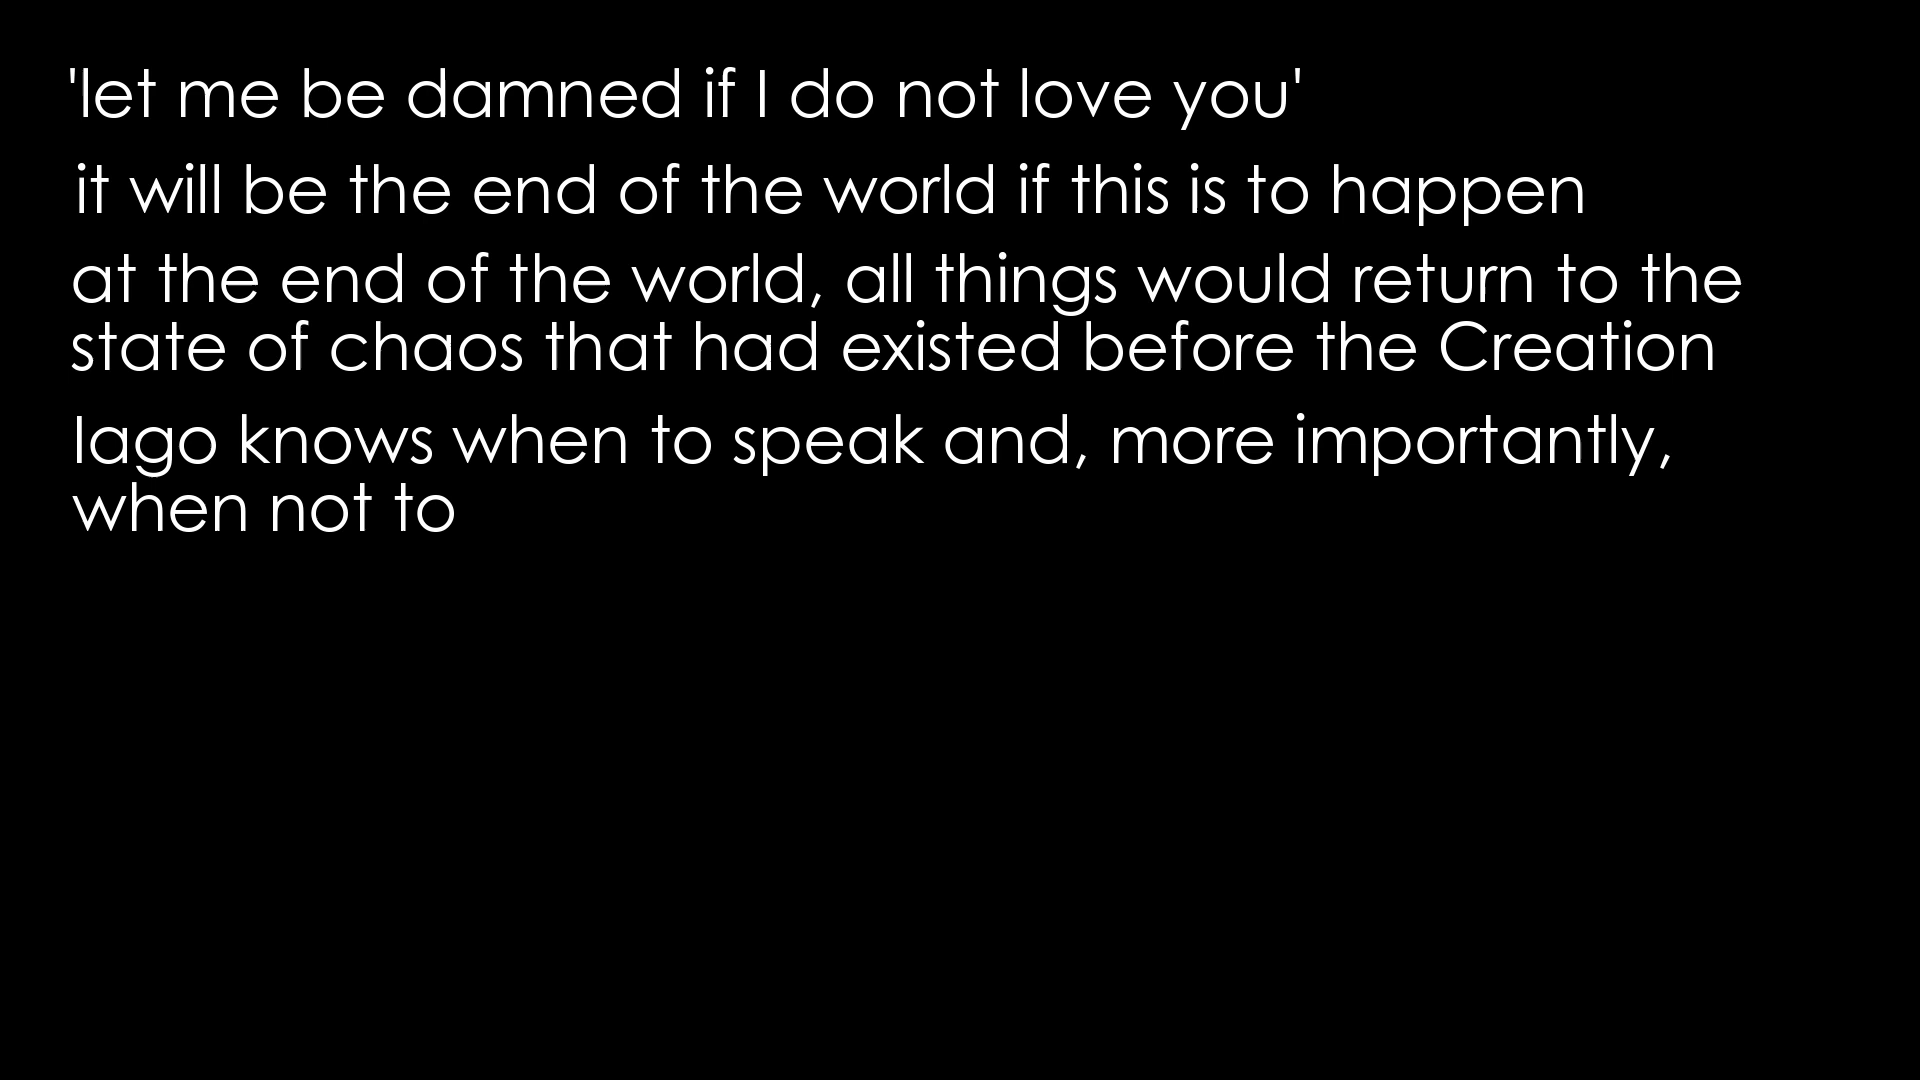 'let me be damned if I do not love you'
it will be the end of the world if this is to happen
at the end of the world, all things would return to the
state of chaos that had existed before the Creation
Iago knows when to speak and, more importantly,
when not to